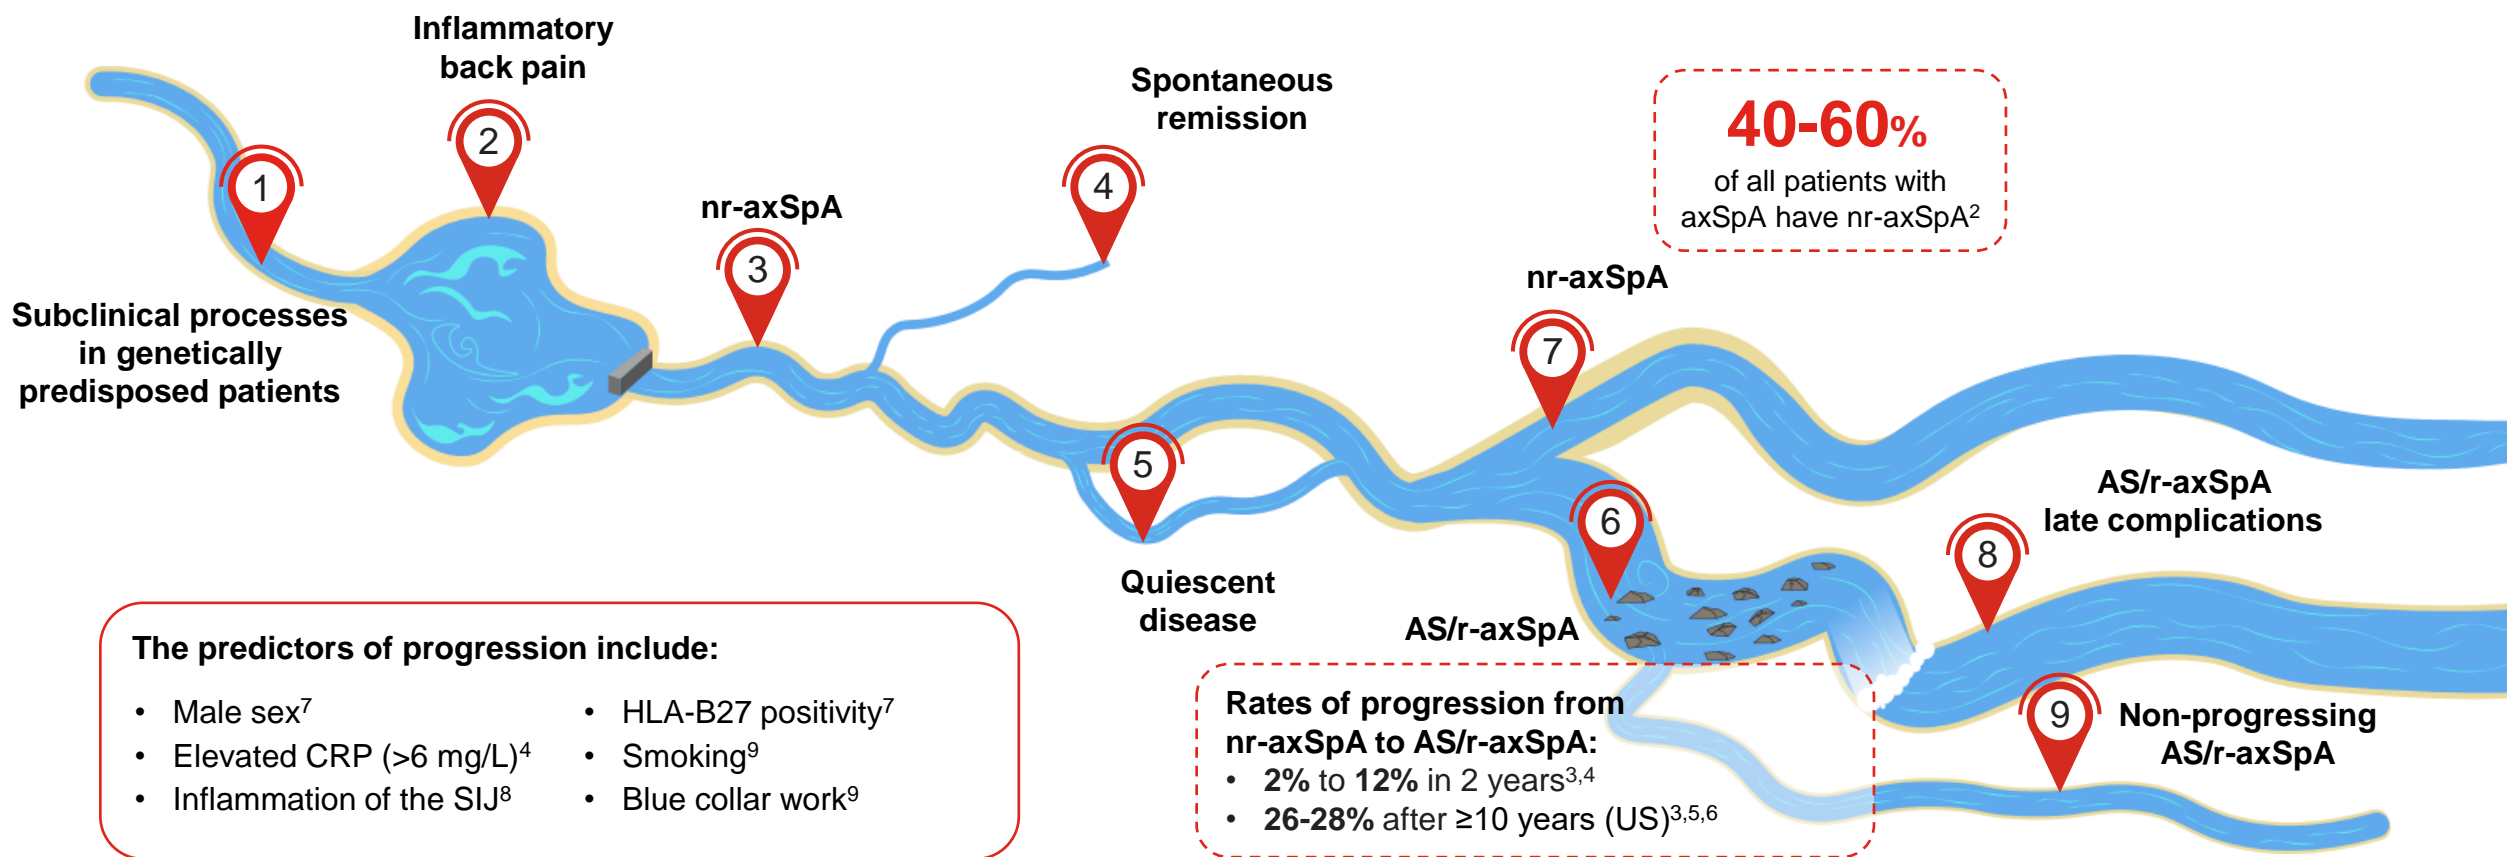 Inflammatory
back pain
Spontaneous
remission
40-60%
of all patients with
axSpA have nr-axSpA²
1
2
3
4
nr-axSpA
nr-axSpA
Subclinical processes
in genetically
predisposed patients
7
5
6
AS/r-axSpA
late complications
8
Quiescent
disease
AS/r-axSpA
9
Non-progressing
AS/r-axSpA
The predictors of progression include:
• Male sex⁷
• Elevated CRP (>6 mg/L)⁴
• Inflammation of the SIJ⁸
• HLA-B27 positivity⁷
• Smoking⁹
• Blue collar work⁹
Rates of progression from
nr-axSpA to AS/r-axSpA:
• 2% to 12% in 2 years³,⁴
• 26-28% after ≥10 years (US)³,⁵,⁶